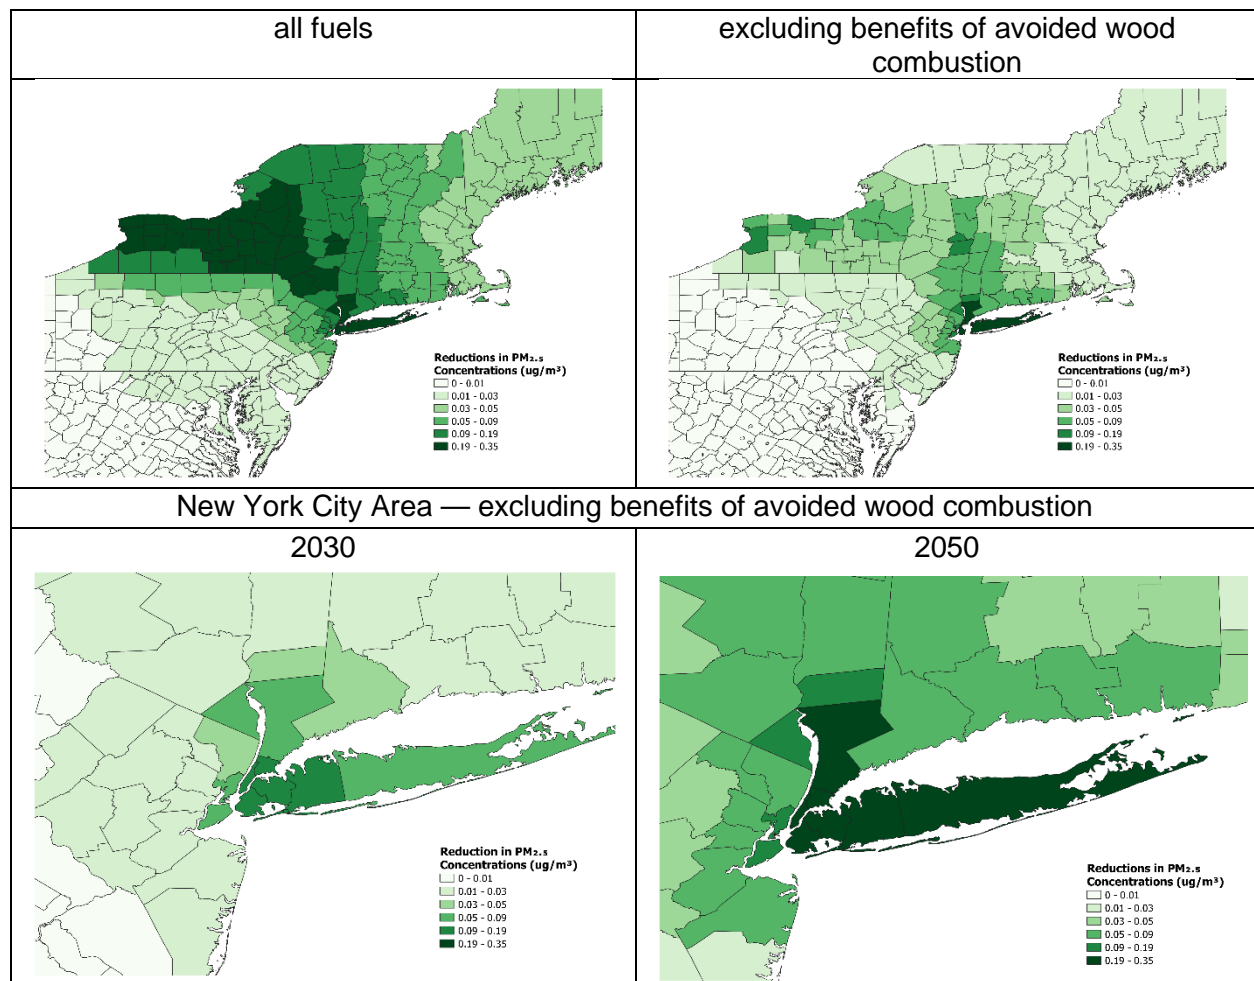 all fuels
excluding benefits of avoided wood
combustion
Reductions in PM₂.₅
Concentrations (ug/m³)
0 - 0.01
0.01 - 0.03
0.03 - 0.05
0.05 - 0.09
0.09 - 0.19
0.19 - 0.35
Reductions in PM₂.₅
Concentrations (ug/m³)
0 - 0.01
0.01 - 0.03
0.03 - 0.05
0.05 - 0.09
0.09 - 0.19
0.19 - 0.35
New York City Area — excluding benefits of avoided wood combustion
2030
2050
Reduction in PM₂.₅
Concentrations (ug/m³)
0 - 0.01
0.01 - 0.03
0.03 - 0.05
0.05 - 0.09
0.09 - 0.19
0.19 - 0.35
Reductions in PM₂.₅
Concentrations (ug/m³)
0 - 0.01
0.01 - 0.03
0.03 - 0.05
0.05 - 0.09
0.09 - 0.19
0.19 - 0.35